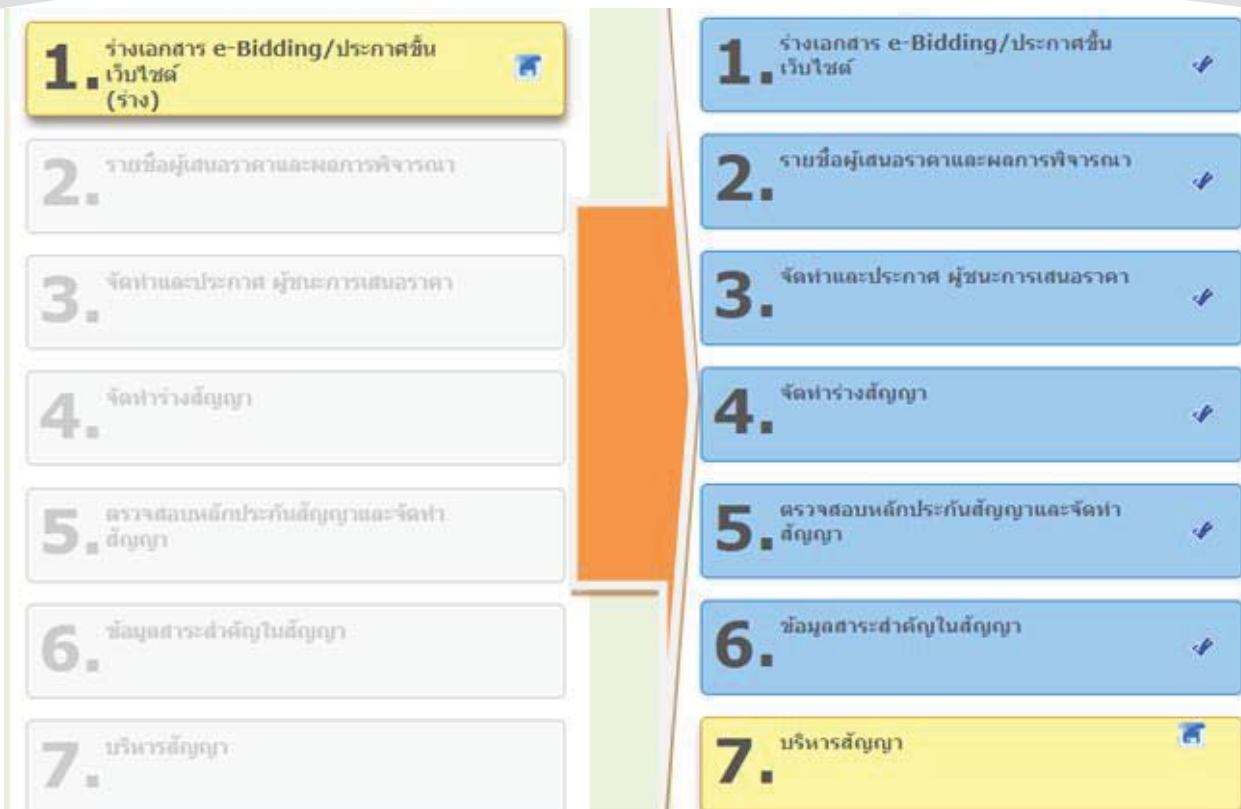 1. ร่างเอกสาร e-Bidding/ประกาศขึ้น
เว็บไซต์
(ร่าง)
2. รายชื่อผู้เสนอราคาและผลการพิจารณา
3. จัดทำและประกาศ ผู้ชนะการเสนอราคา
4. จัดทำร่างสัญญา
5. ตรวจสอบหลักประกันสัญญาและจัดทำ
สัญญา
6. ข้อมูลสาระสำคัญในสัญญา
7. บริหารสัญญา
1. ร่างเอกสาร e-Bidding/ประกาศขึ้น
เว็บไซต์
2. รายชื่อผู้เสนอราคาและผลการพิจารณา
3. จัดทำและประกาศ ผู้ชนะการเสนอราคา
4. จัดทำร่างสัญญา
5. ตรวจสอบหลักประกันสัญญาและจัดทำ
สัญญา
6. ข้อมูลสาระสำคัญในสัญญา
7. บริหารสัญญา